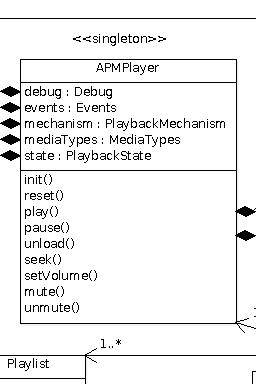 <<singleton>>
APMPlayer
debug : Debug
events : Events
mechanism : PlaybackMechanism
mediaTypes : MediaTypes
state : PlaybackState
init()
reset()
play()
pause()
unload()
seek()
setVolume()
mute()
unmute()
1..*
Playlist